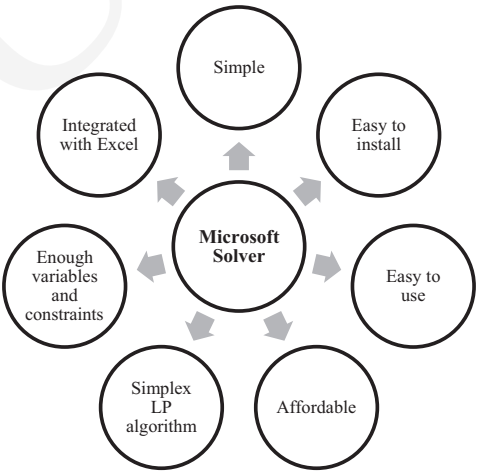 Simple
Easy to
install
Easy to
use
Affordable
Simplex
LP
algorithm
Enough
variables
and
constraints
Integrated
with Excel
Microsoft
Solver